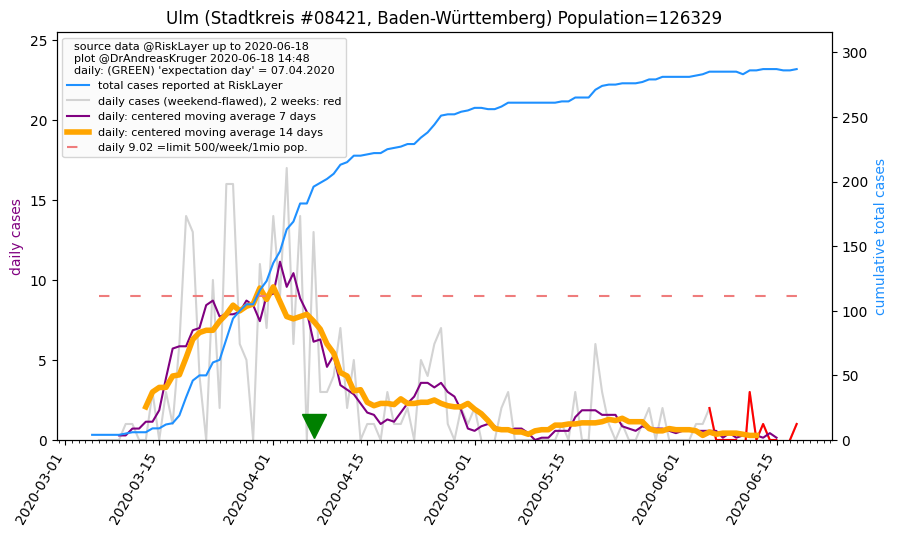 Ulm (Stadtkreis #08421, Baden-Württemberg) Population=126329
source data @RiskLayer up to 2020-06-18
plot @DrAndreasKruger 2020-06-18 14:48
daily: (GREEN) 'expectation day' = 07.04.2020
total cases reported at RiskLayer
daily cases (weekend-flawed), 2 weeks: red
daily: centered moving average 7 days
daily: centered moving average 14 days
daily 9.02 =limit 500/week/1mio pop.
daily cases
25
20
15
10
5
0
cumulative total cases
300
250
200
150
100
50
0
2020-03-01
2020-03-15
2020-04-01
2020-04-15
2020-05-01
2020-05-15
2020-06-01
2020-06-15